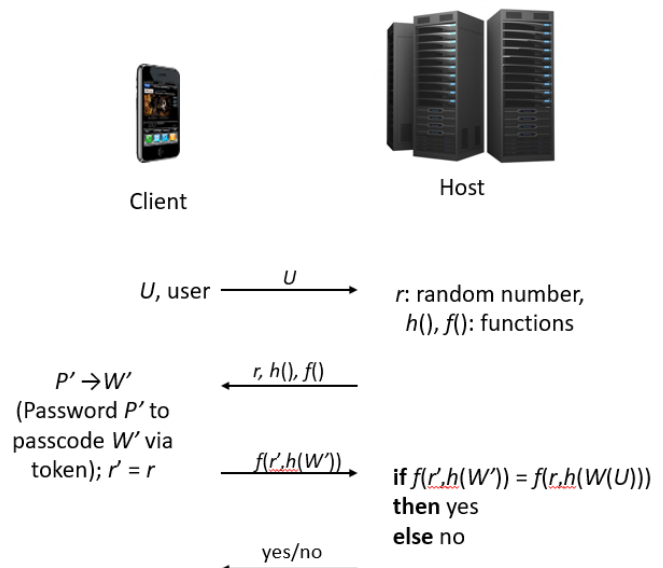 Client
Host
U, user
U
r: random number,
h(), f(): functions
r, h(), f()
P’ →W’
(Password P’ to
passcode W’ via
token); r’ = r
f(r’,h(W’))
if f(r’,h(W’)) = f(r,h(W(U)))
then yes
else no
yes/no